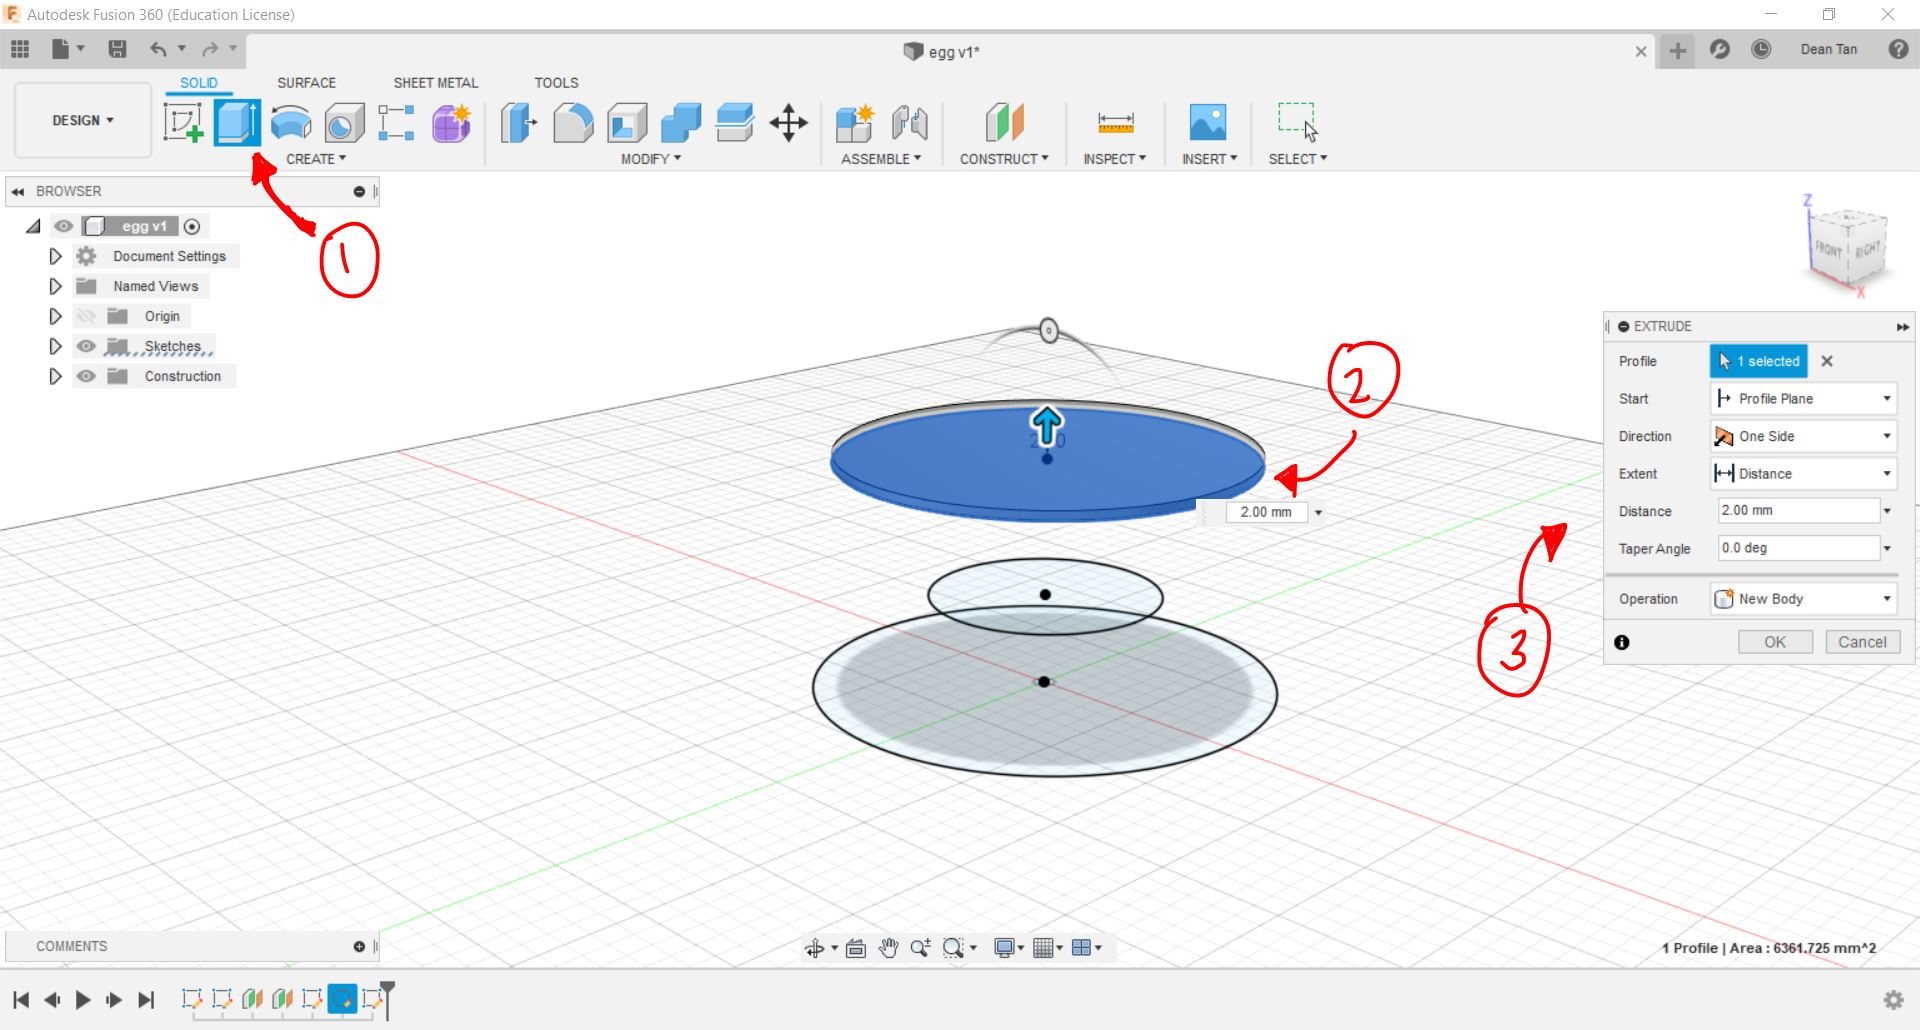 Autodesk Fusion 360 (Education License)
egg v1*
Dean Tan
SOLID SURFACE SHEET METAL TOOLS
DESIGN
CREATE MODIFY ASSEMBLE CONSTRUCT INSPECT INSERT SELECT
BROWSER
egg v1
Document Settings
Named Views
Origin
Sketches
Construction
1
2
3
Z
FRONT RIGHT
X
2.00 mm
EXTRUDE
Profile 1 selected
Start Profile Plane
Direction One Side
Extent Distance
Distance 2.00 mm
Taper Angle 0.0 deg
Operation New Body
OK Cancel
COMMENTS
1 Profile | Area : 6361.725 mm^2